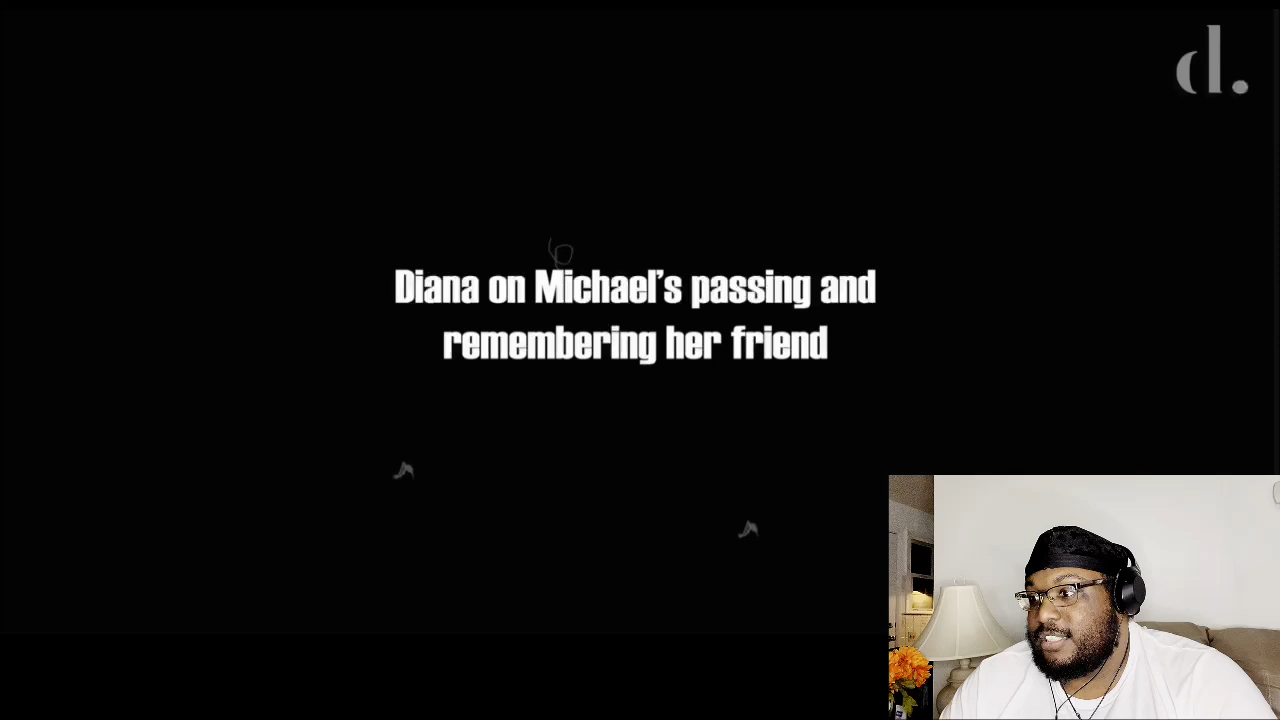 d.
Diana on Michael's passing and
remembering her friend